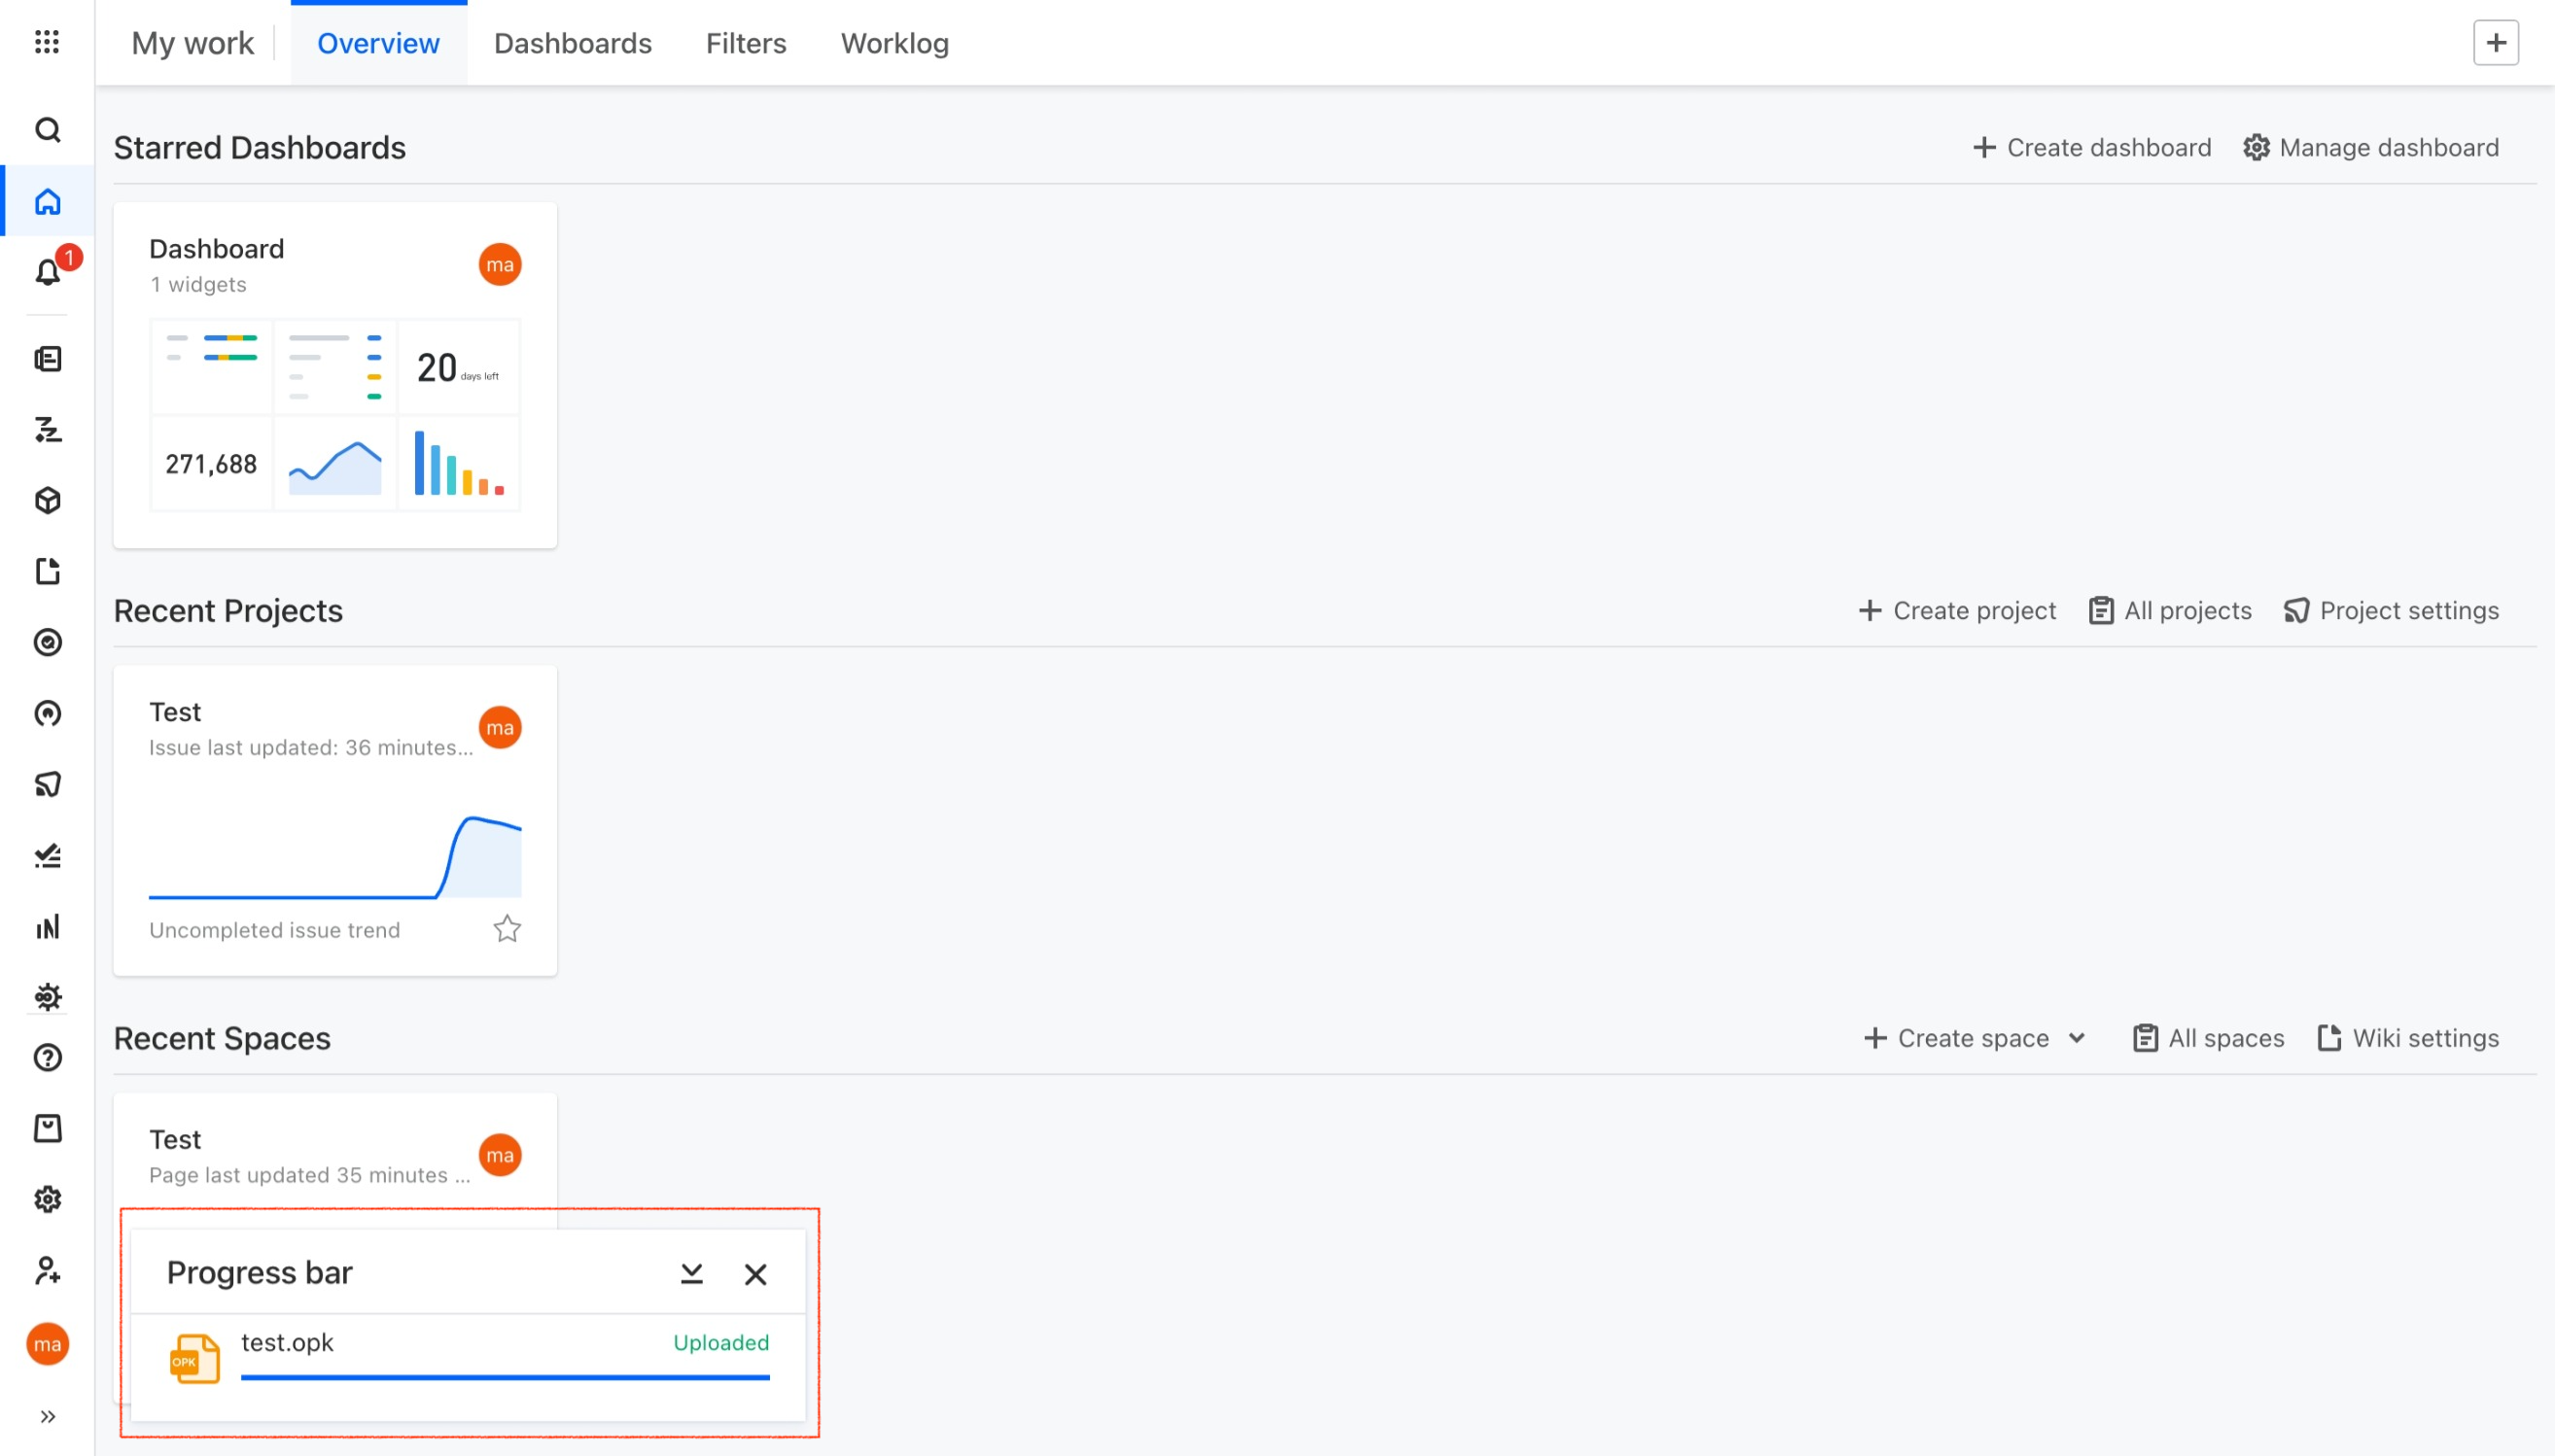 My work
Overview
Dashboards
Filters
Worklog
Starred Dashboards
Create dashboard
Manage dashboard
1
Dashboard
1 widgets
ma
20 days left
271,688
Recent Projects
Create project
All projects
Project settings
Test
Issue last updated: 36 minutes...
ma
Uncompleted issue trend
Recent Spaces
Create space
All spaces
Wiki settings
Test
Page last updated 35 minutes ...
ma
Progress bar
OPK
test.opk
Uploaded
ma